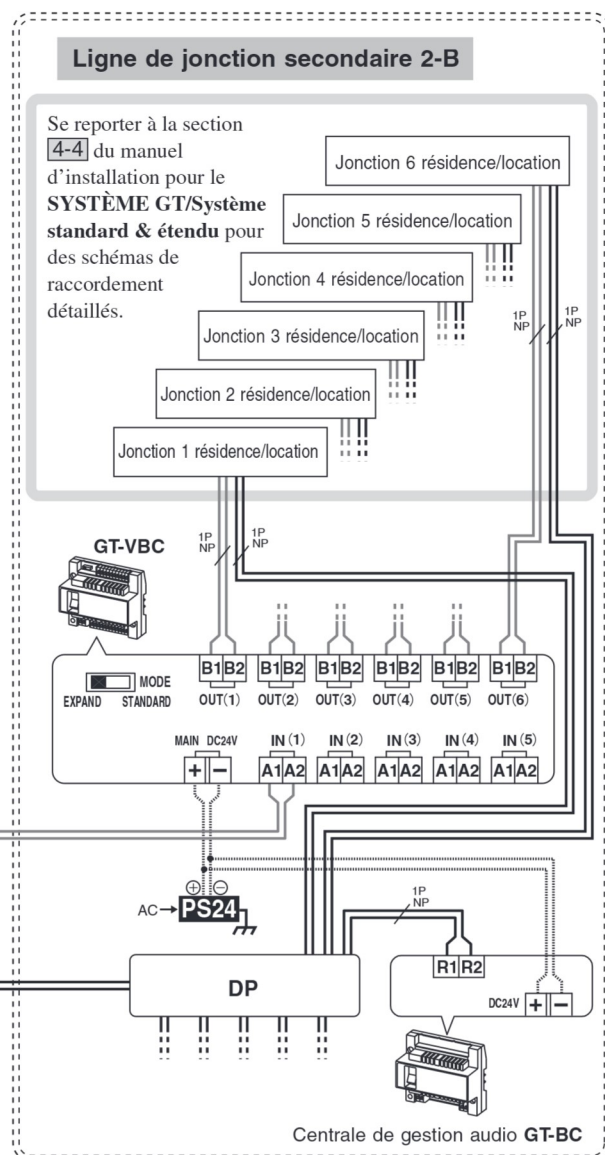 Ligne de jonction secondaire 2-B
Se reporter à la section
4-4 du manuel
d'installation pour le
SYSTÈME GT/Système
standard & étendu pour
des schémas de
raccordement
détaillés.
Jonction 6 résidence/location
Jonction 5 résidence/location
Jonction 4 résidence/location
Jonction 3 résidence/location
Jonction 2 résidence/location
Jonction 1 résidence/location
1P
NP
1P
NP
1P
NP
1P
NP
GT-VBC
MODE
EXPAND STANDARD
B1 B2 B1 B2 B1 B2 B1 B2 B1 B2 B1 B2
OUT(1) OUT(2) OUT(3) OUT(4) OUT(5) OUT(6)
MAIN DC24V IN (1) IN (2) IN (3) IN (4) IN (5)
+ − A1 A2 A1 A2 A1 A2 A1 A2 A1 A2
+ −
AC PS24
1P
NP
R1 R2
DP
DC24V + −
Centrale de gestion audio GT-BC